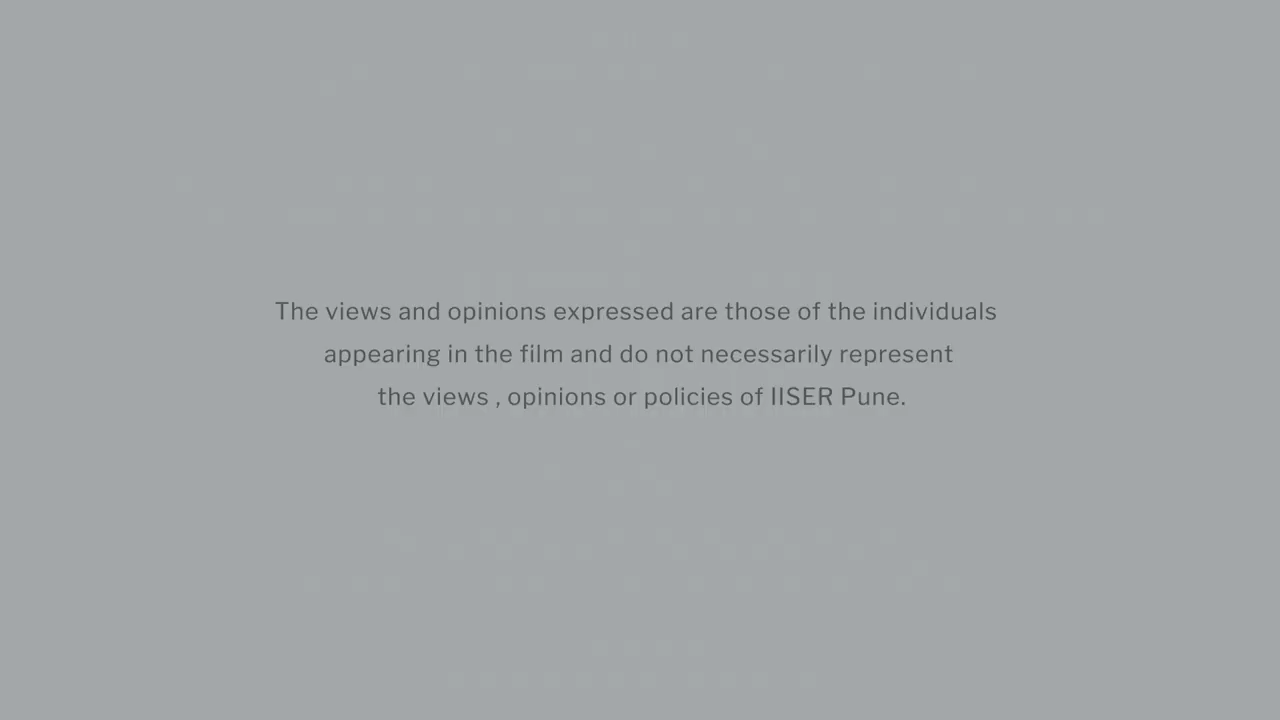 The views and opinions expressed are those of the individuals
appearing in the film and do not necessarily represent
the views , opinions or policies of IISER Pune.